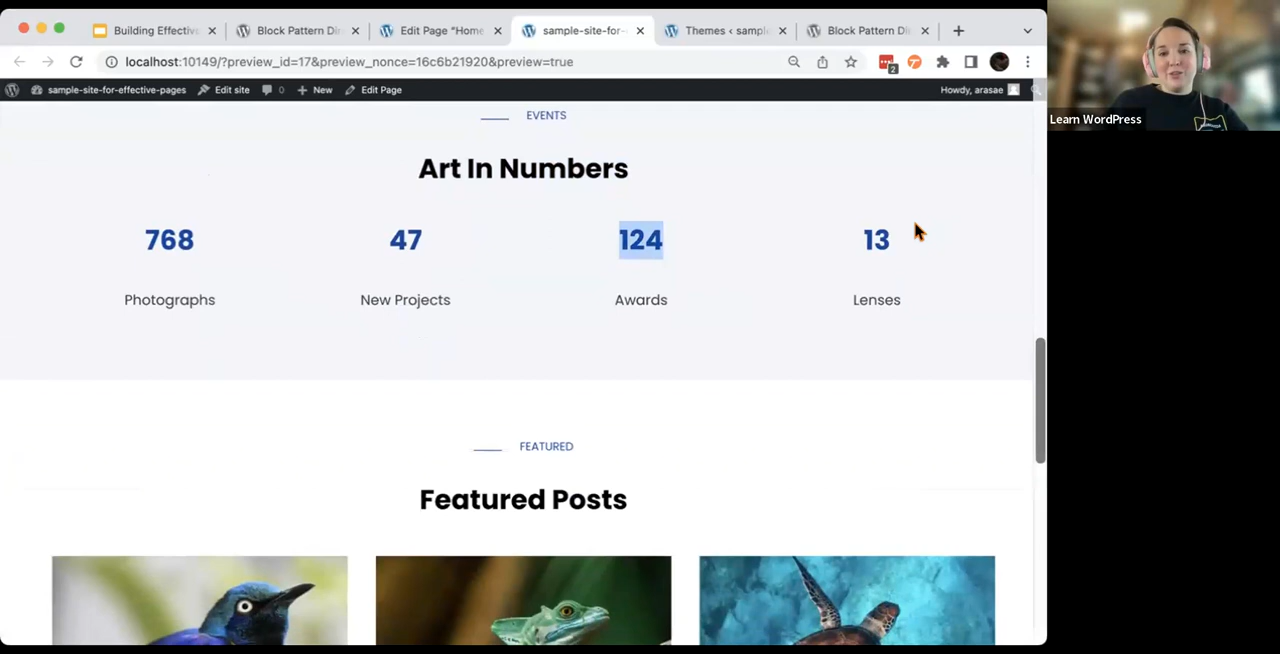 Building Effectiv
Block Pattern Di
Edit Page "Home
sample-site-for-
Themes < sample
Block Pattern Di
localhost:10149/?preview_id=17&preview_nonce=16c6b21920&preview=true
2
sample-site-for-effective-pages
Edit site
0
New
Edit Page
Howdy, arasae
Learn WordPress
EVENTS
Art In Numbers
768
47
124
13
Photographs
New Projects
Awards
Lenses
FEATURED
Featured Posts